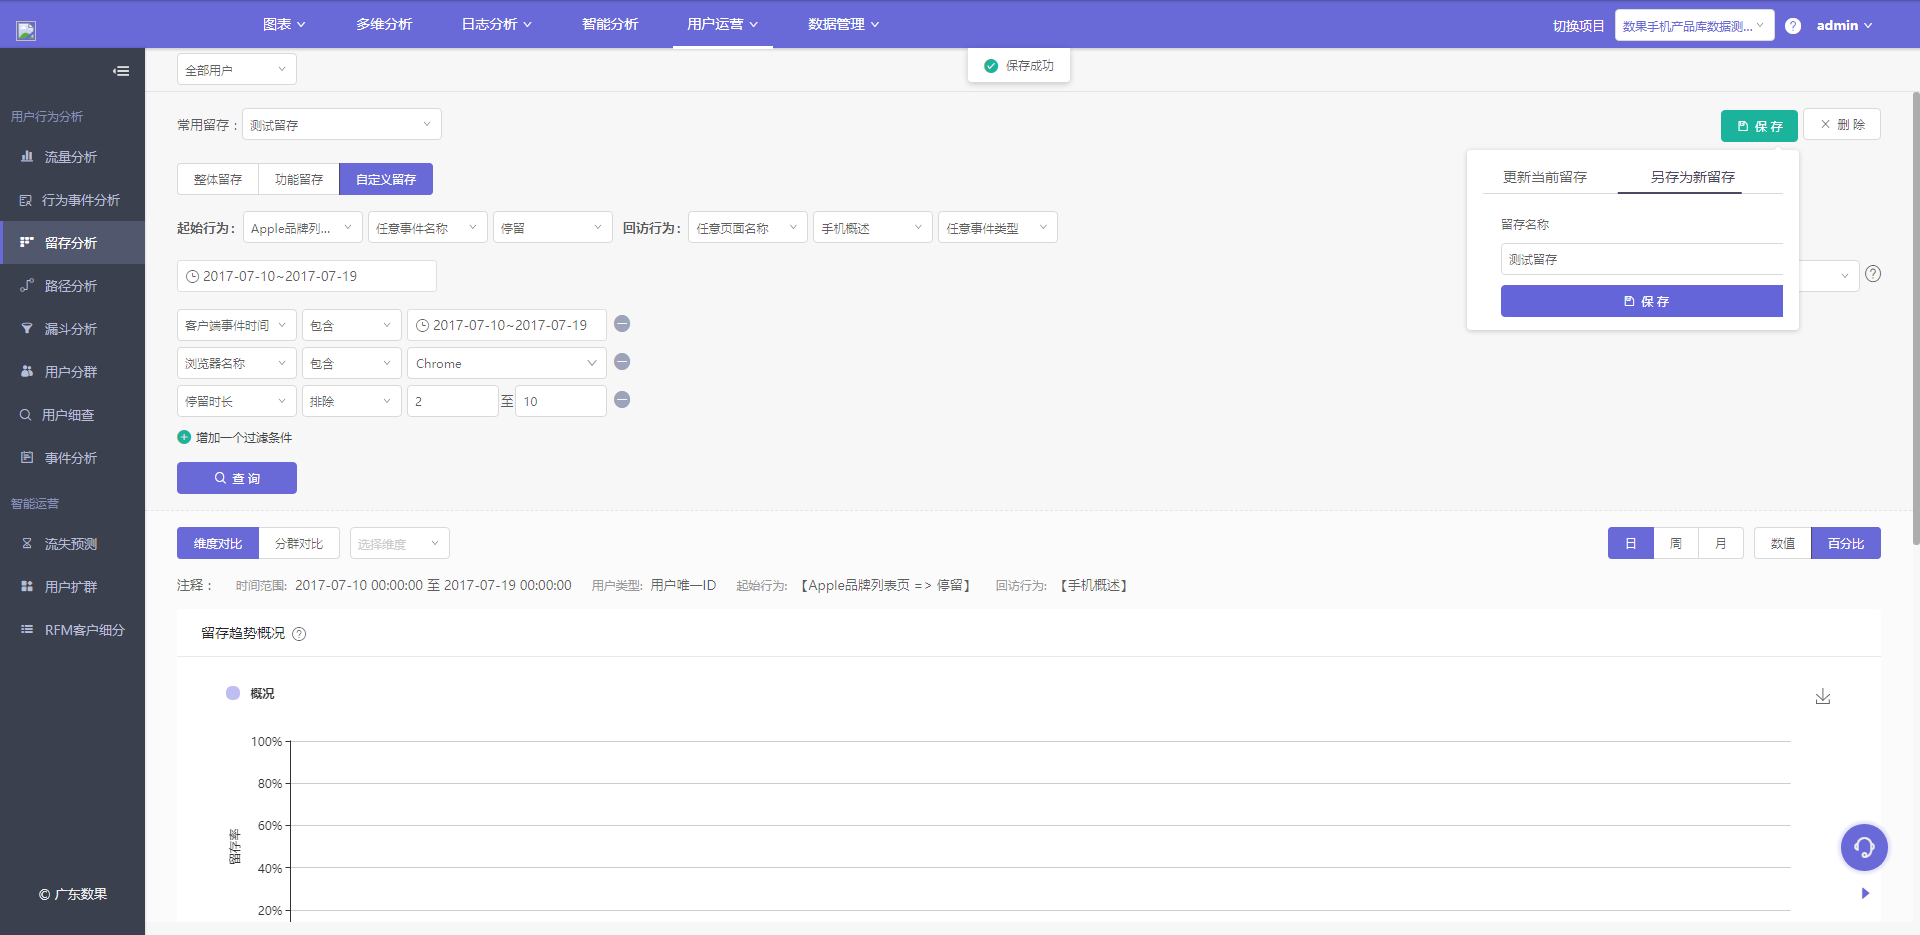 图表 多维分析 日志分析 智能分析 用户运营 数据管理 切换项目 数果手机产品库数据测... ? admin
全部用户 保存成功
用户行为分析
流量分析
行为事件分析
留存分析
路径分析
漏斗分析
用户分群
用户细查
事件分析
智能运营
流失预测
用户扩群
RFM客户细分
© 广东数果
常用留存 : 测试留存 保 存 删 除
整体留存 功能留存 自定义留存
更新当前留存 另存为新留存
留存名称
测试留存
保 存
起始行为: Apple品牌列... 任意事件名称 停留 回访行为: 任意页面名称 手机概述 任意事件类型
2017-07-10~2017-07-19 ?
客户端事件时间 包含 2017-07-10~2017-07-19
浏览器名称 包含 Chrome
停留时长 排除 2 至 10
增加一个过滤条件
查 询
维度对比 分群对比 选择维度 日 周 月 数值 百分比
注释 : 时间范围: 2017-07-10 00:00:00 至 2017-07-19 00:00:00 用户类型: 用户唯一ID 起始行为: 【Apple品牌列表页 => 停留】 回访行为: 【手机概述】
留存趋势概况 ?
概况
100%
80%
60%
40%
20%
留存率